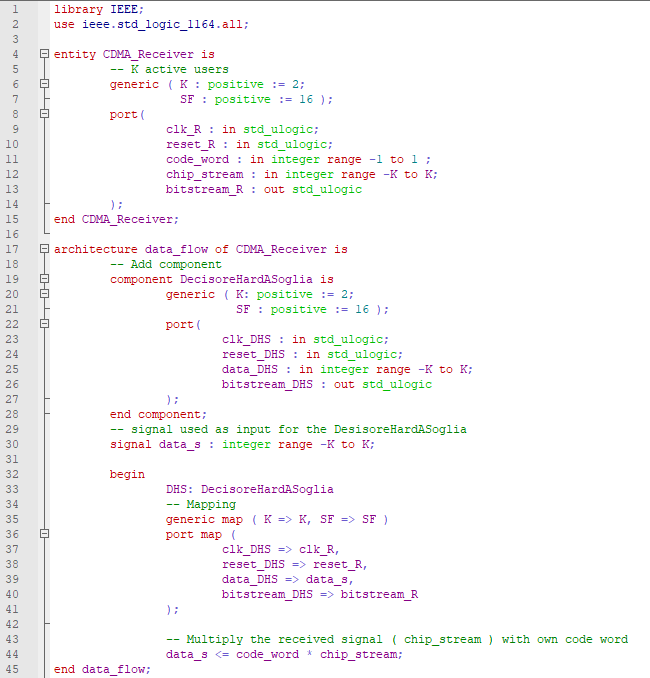 1 library IEEE;
2 use ieee.std_logic_1164.all;
3
4 entity CDMA_Receiver is
5 -- K active users
6 generic ( K : positive := 2;
7 SF : positive := 16 );
8 port(
9 clk_R : in std_ulogic;
10 reset_R : in std_ulogic;
11 code_word : in integer range -1 to 1 ;
12 chip_stream : in integer range -K to K;
13 bitstream_R : out std_ulogic
14 );
15 end CDMA_Receiver;
16
17 architecture data_flow of CDMA_Receiver is
18 -- Add component
19 component DecisoreHardASoglia is
20 generic ( K: positive := 2;
21 SF : positive := 16 );
22 port(
23 clk_DHS : in std_ulogic;
24 reset_DHS : in std_ulogic;
25 data_DHS : in integer range -K to K;
26 bitstream_DHS : out std_ulogic
27 );
28 end component;
29 -- signal used as input for the DesisoreHardASoglia
30 signal data_s : integer range -K to K;
31
32 begin
33 DHS: DecisoreHardASoglia
34 -- Mapping
35 generic map ( K => K, SF => SF )
36 port map (
37 clk_DHS => clk_R,
38 reset_DHS => reset_R,
39 data_DHS => data_s,
40 bitstream_DHS => bitstream_R
41 );
42
43 -- Multiply the received signal ( chip_stream ) with own code word
44 data_s <= code_word * chip_stream;
45 end data_flow;